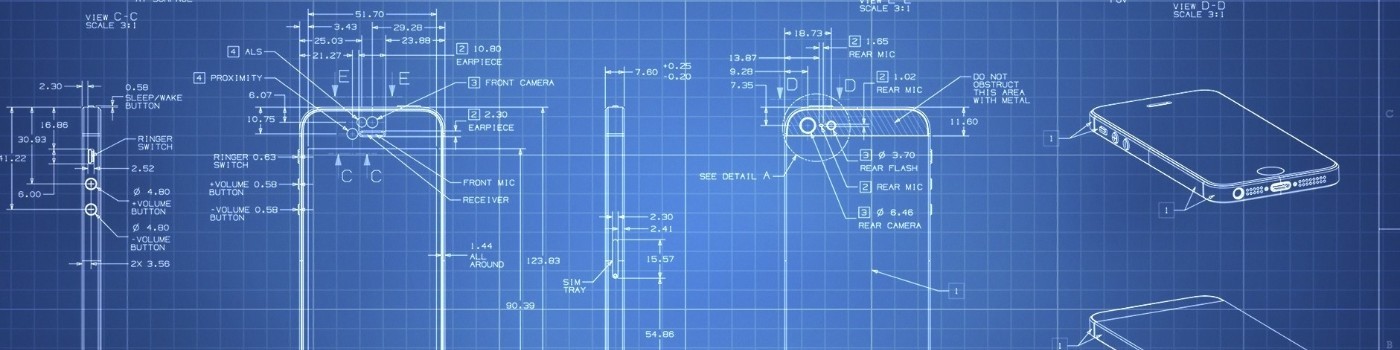 VIEW C-C
SCALE 3:1
2.30
0.58
SLEEP/WAKE
BUTTON
16.86
30.93
41.22
RINGER
SWITCH
2.52
6.00
Ø 4.80
+VOLUME
BUTTON
Ø 4.80
-VOLUME
BUTTON
2X 3.56
51.70
3.43
29.28
25.03
23.88
21.27
4 ALS
4 PROXIMITY
6.07
10.75
E
E
2 10.80
EARPIECE
3 FRONT CAMERA
2 2.30
EARPIECE
RINGER 0.63
SWITCH
+VOLUME 0.58
BUTTON
-VOLUME 0.58
BUTTON
C
C
FRONT MIC
RECEIVER
1.44
ALL
AROUND
123.83
90.39
7.60 +0.25
-0.20
2.30
2.41
15.57
SIM
TRAY
54.86
SCALE 3:1
18.73
2 1.65
REAR MIC
13.87
9.28
7.35
D
D
2 1.02
REAR MIC
DO NOT
OBSTRUCT
THIS AREA
WITH METAL
11.60
3 Ø 3.70
REAR FLASH
2 REAR MIC
3 Ø 6.46
REAR CAMERA
SEE DETAIL A
1
VIEW D-D
SCALE 3:1
1
1
1
C
B